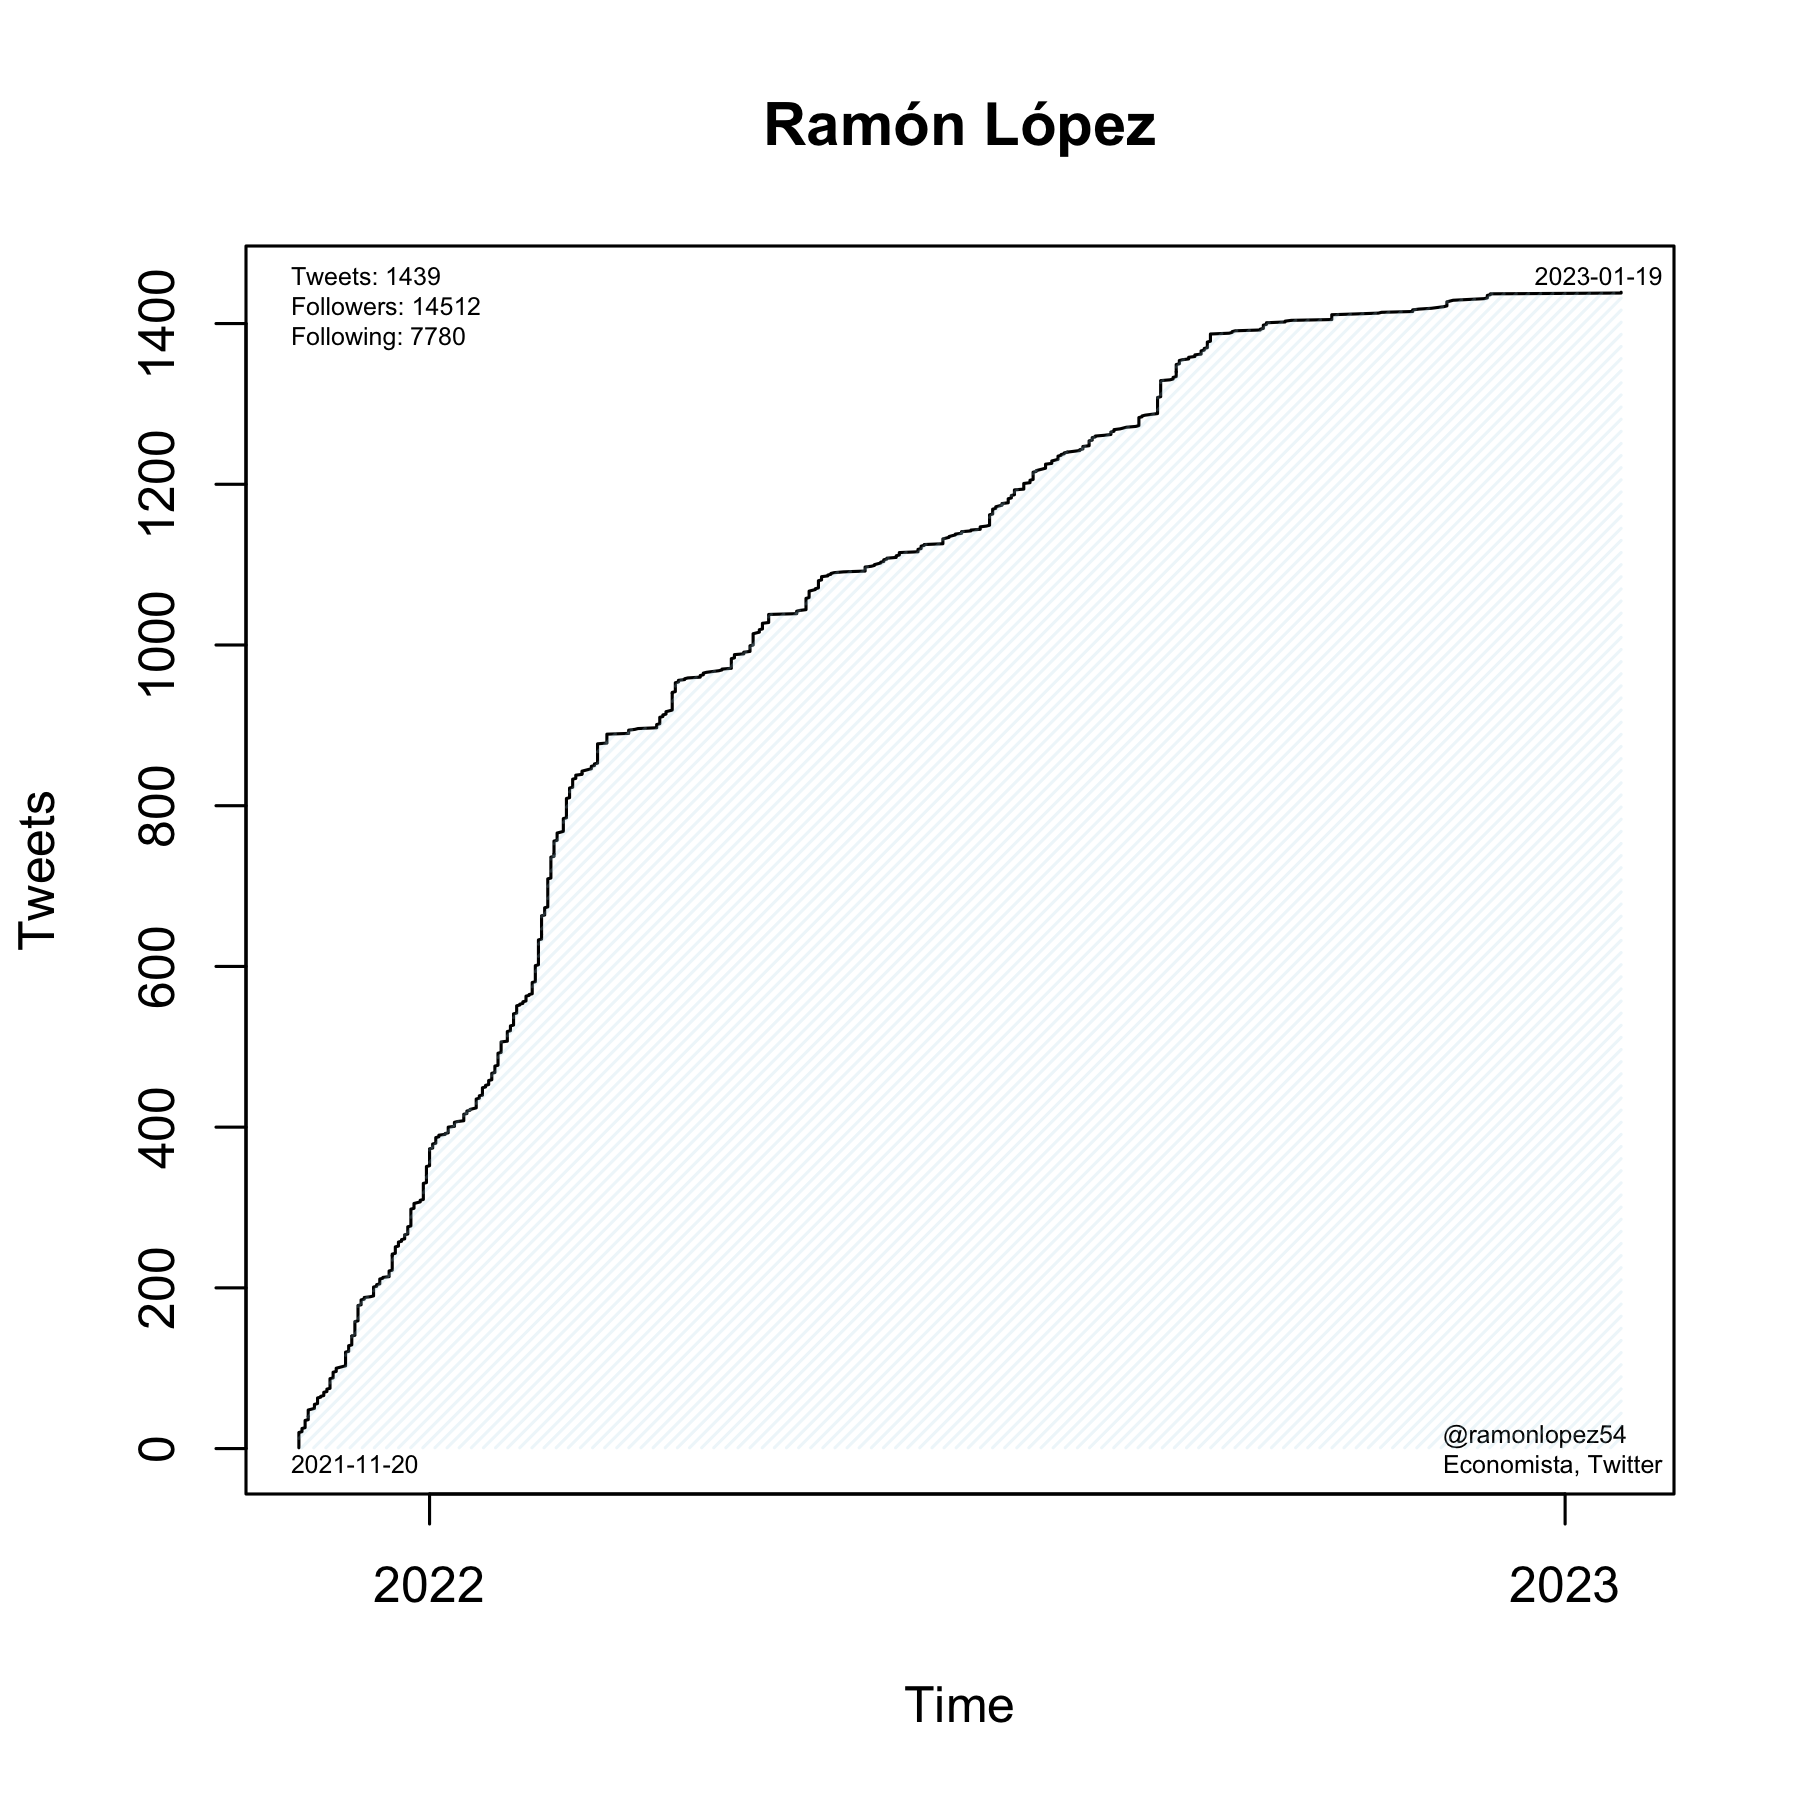 Ramón López
Tweets: 1439
Followers: 14512
Following: 7780
2023-01-19
1400
1200
1000
800
600
400
200
0
Tweets
2021-11-20
@ramonlopez54
Economista, Twitter
2022
2023
Time